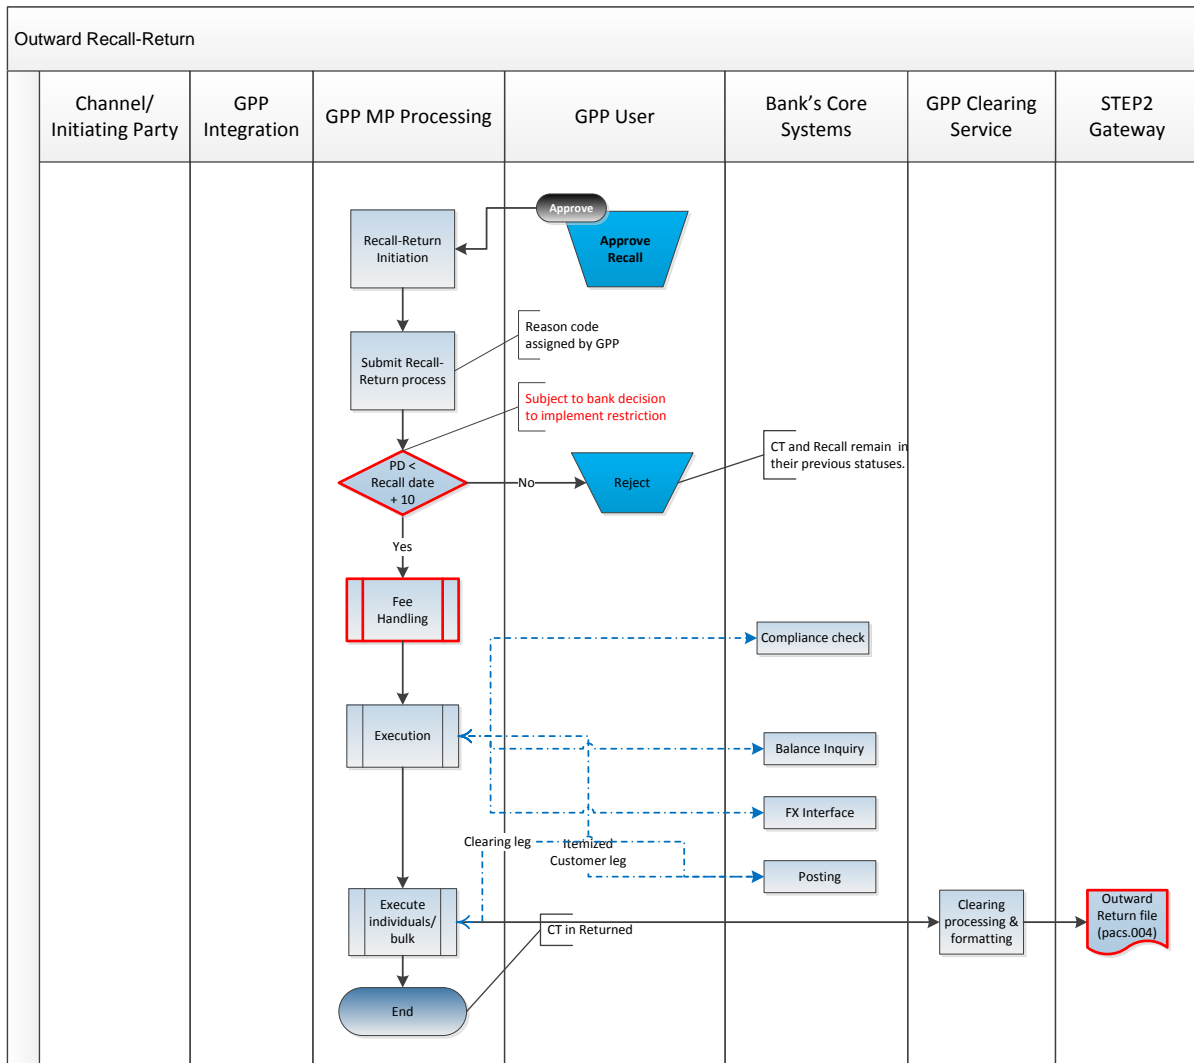 Outward Recall-Return
Channel/
Initiating Party
GPP
Integration
GPP MP Processing
GPP User
Bank's Core
Systems
GPP Clearing
Service
STEP2
Gateway
Approve
Approve
Recall
Recall-Return
Initiation
Reason code
assigned by GPP
Submit Recall-
Return process
Subject to bank decision
to implement restriction
CT and Recall remain in
their previous statuses.
PD <
Recall date
+ 10
No
Reject
Yes
Fee
Handling
Compliance check
Execution
Balance Inquiry
FX Interface
Clearing leg
Itemized
Customer leg
Posting
Execute
individuals/
bulk
CT in Returned
Clearing
processing &
formatting
Outward
Return file
(pacs.004)
End